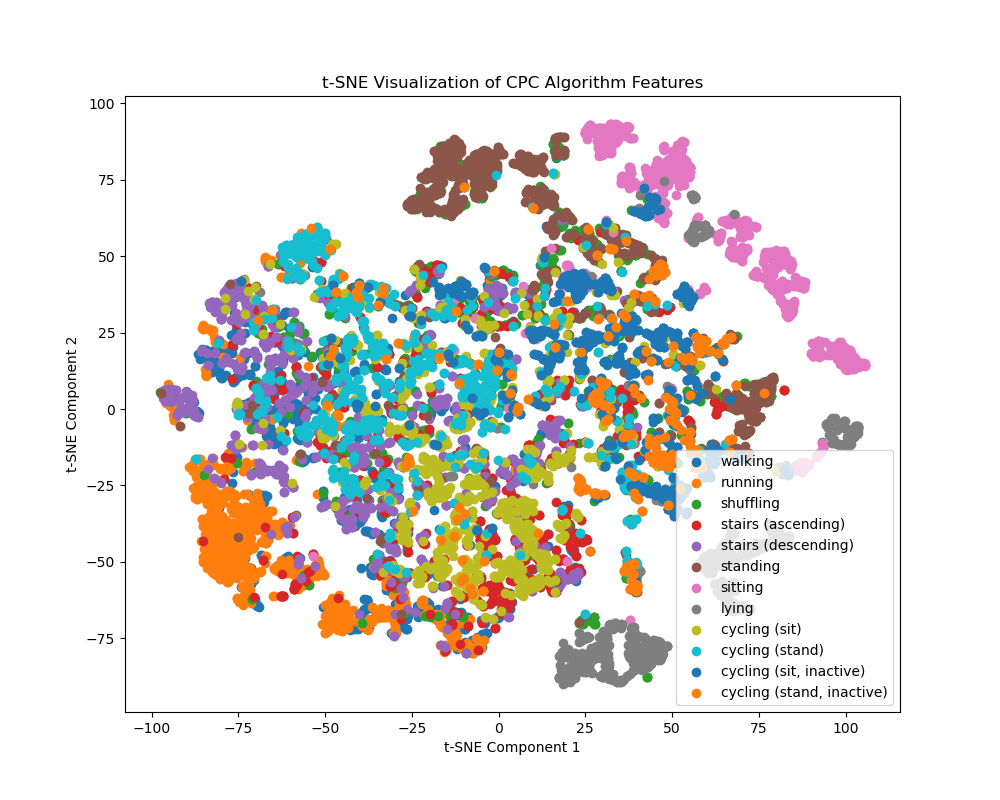 t-SNE Visualization of CPC Algorithm Features
100
75
50
25
0
−25
−50
−75
t-SNE Component 2
−100
−75
−50
−25
0
25
50
75
100
t-SNE Component 1
walking
running
shuffling
stairs (ascending)
stairs (descending)
standing
sitting
lying
cycling (sit)
cycling (stand)
cycling (sit, inactive)
cycling (stand, inactive)